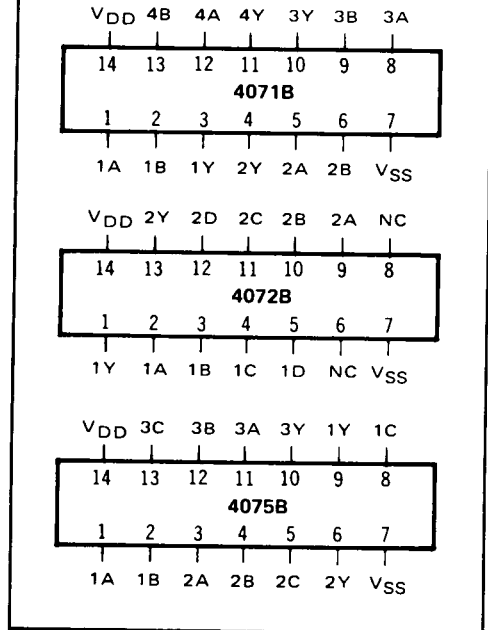 VDD 4B 4A 4Y 3Y 3B 3A
14 13 12 11 10 9 8
4071B
1 2 3 4 5 6 7
1A 1B 1Y 2Y 2A 2B VSS
VDD 2Y 2D 2C 2B 2A NC
14 13 12 11 10 9 8
4072B
1 2 3 4 5 6 7
1Y 1A 1B 1C 1D NC VSS
VDD 3C 3B 3A 3Y 1Y 1C
14 13 12 11 10 9 8
4075B
1 2 3 4 5 6 7
1A 1B 2A 2B 2C 2Y VSS